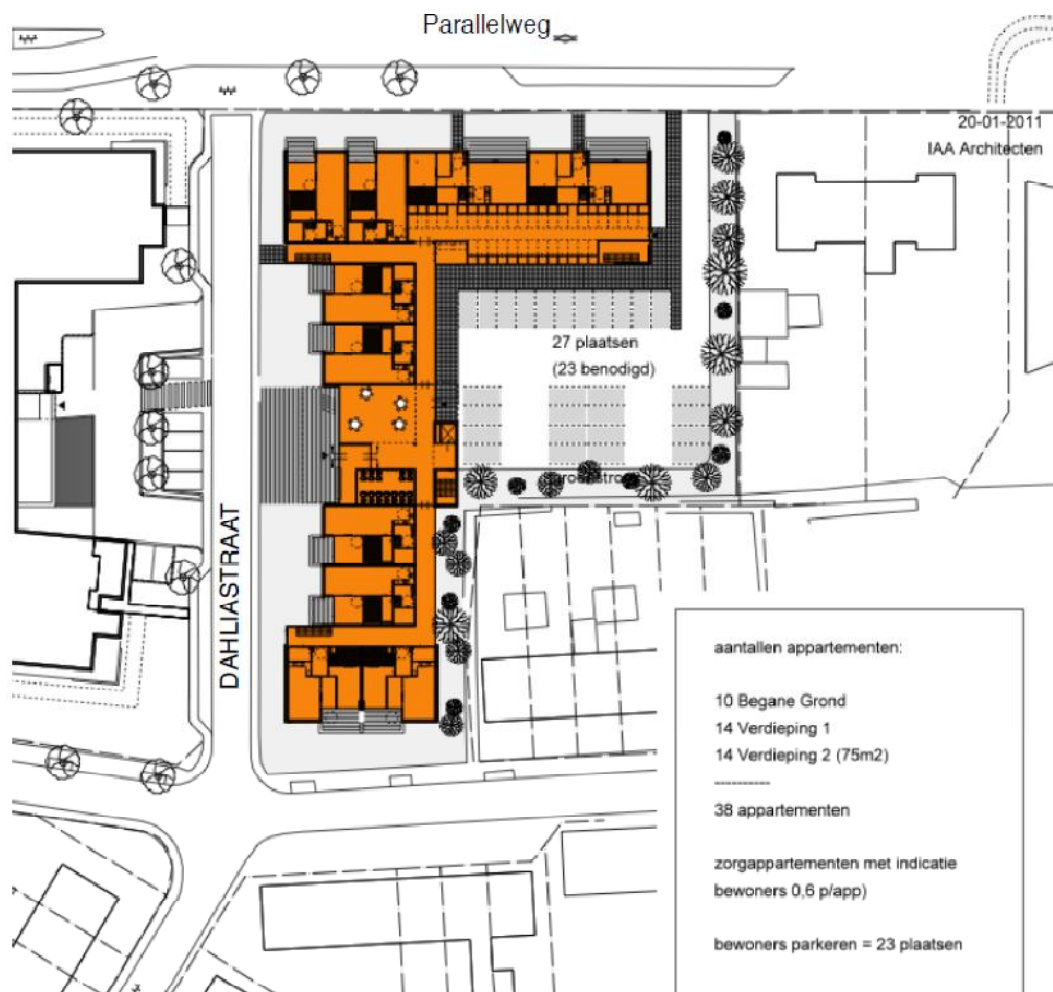 Parallelweg
20-01-2011
IAA Architecten
27 plaatsen
(23 benodigd)
DAHLIASTRAAT
aantallen appartementen:
10 Begane Grond
14 Verdieping 1
14 Verdieping 2 (75m2)
-----------
38 appartementen
zorgappartementen met indicatie
bewoners 0,6 p/app)
bewoners parkeren = 23 plaatsen